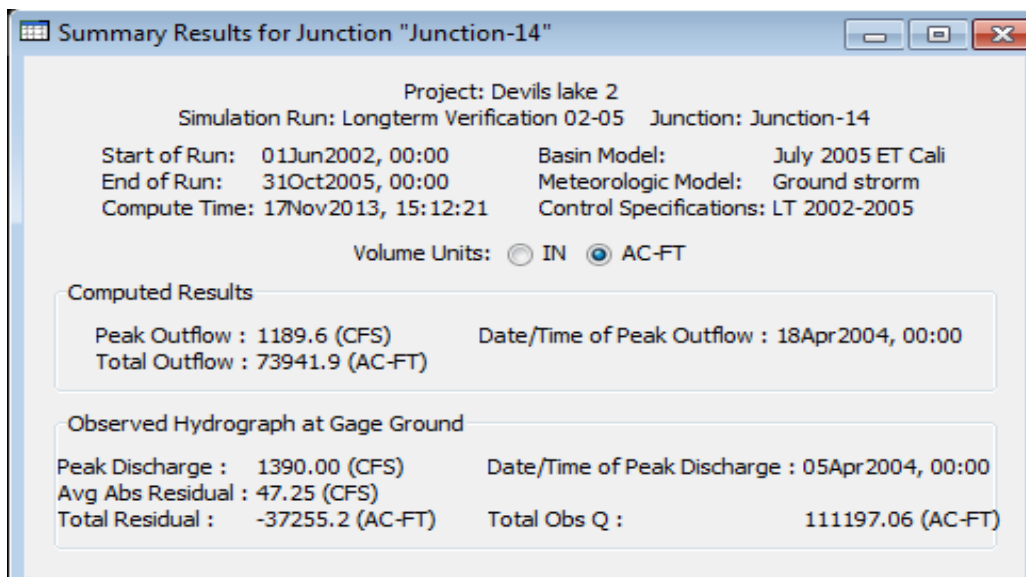 Summary Results for Junction "Junction-14"
Project: Devils lake 2
Simulation Run: Longterm Verification 02-05 Junction: Junction-14
Start of Run: 01Jun2002, 00:00 Basin Model: July 2005 ET Cali
End of Run: 31Oct2005, 00:00 Meteorologic Model: Ground strorm
Compute Time: 17Nov2013, 15:12:21 Control Specifications: LT 2002-2005
Volume Units: IN AC-FT
Computed Results
Peak Outflow : 1189.6 (CFS) Date/Time of Peak Outflow : 18Apr2004, 00:00
Total Outflow : 73941.9 (AC-FT)
Observed Hydrograph at Gage Ground
Peak Discharge : 1390.00 (CFS) Date/Time of Peak Discharge : 05Apr2004, 00:00
Avg Abs Residual : 47.25 (CFS)
Total Residual : -37255.2 (AC-FT) Total Obs Q : 111197.06 (AC-FT)